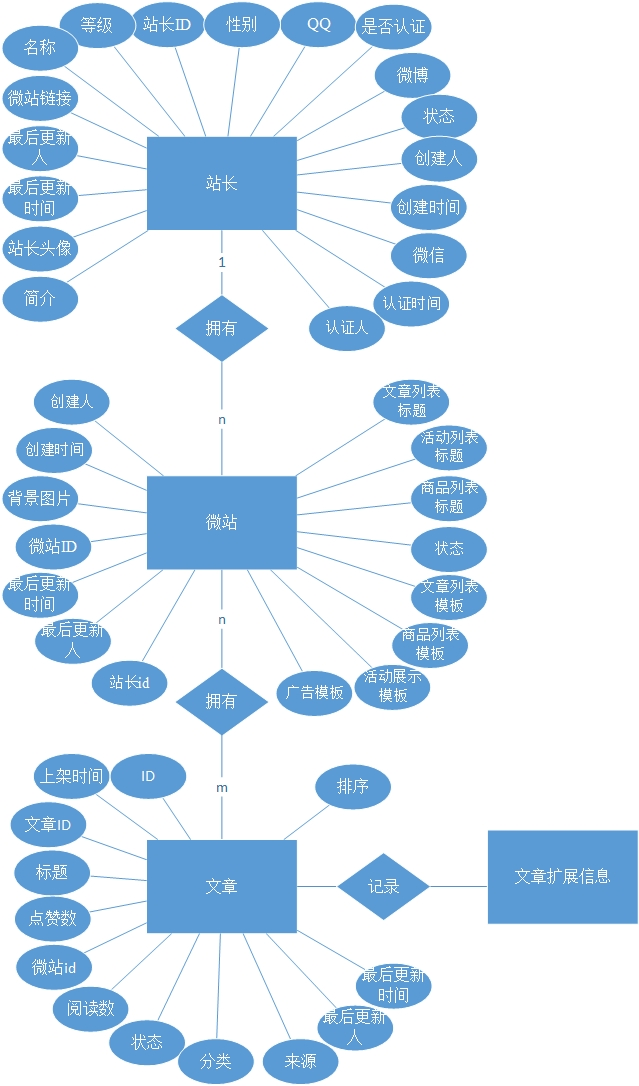 等级
站长ID
性别
QQ
是否认证
名称
微博
微站链接
状态
最后更新
人
创建人
站长
最后更新
时间
创建时间
站长头像
微信
简介
认证时间
认证人
1
拥有
n
创建人
文章列表
标题
创建时间
活动列表
标题
背景图片
商品列表
标题
微站
微站ID
状态
最后更新
时间
文章列表
模板
最后更新
人
商品列表
模板
n
站长id
广告模板
活动展示
模板
拥有
上架时间
ID
排序
m
文章ID
标题
文章
记录
文章扩展信息
点赞数
微站id
最后更新
时间
阅读数
最后更新
人
状态
分类
来源